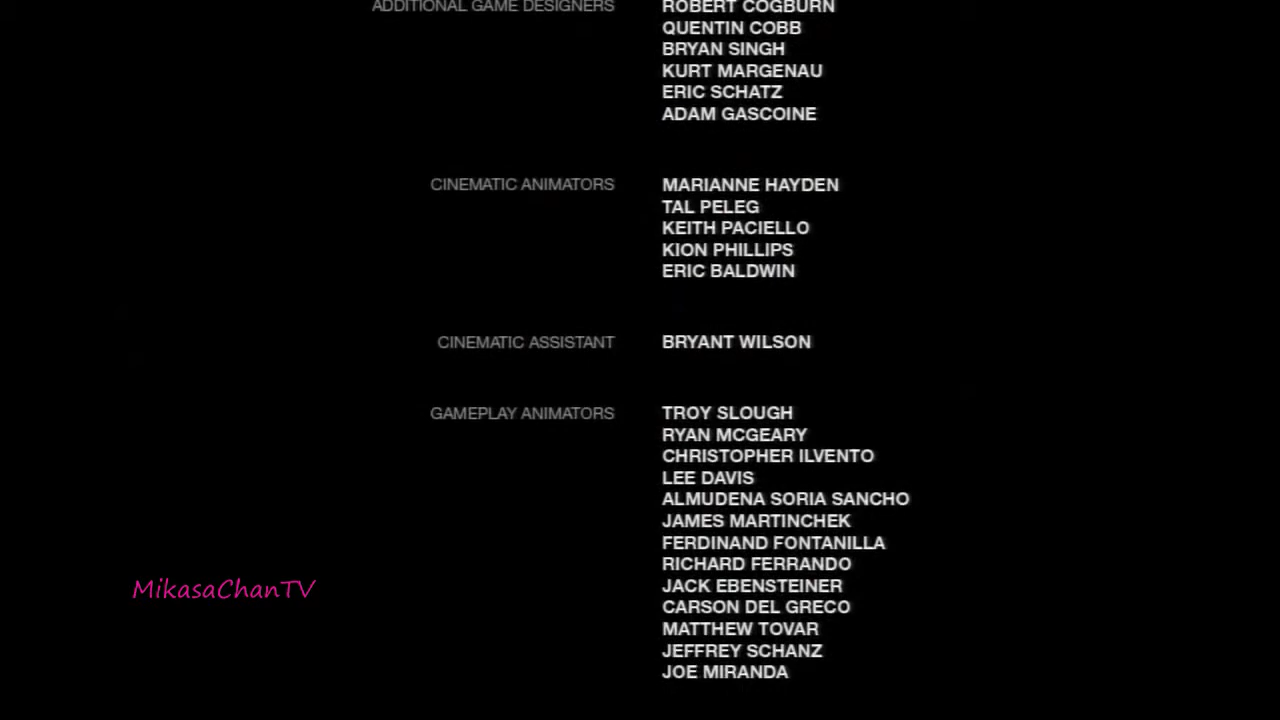 ADDITIONAL GAME DESIGNERS ROBERT COGBURN
QUENTIN COBB
BRYAN SINGH
KURT MARGENAU
ERIC SCHATZ
ADAM GASCOINE
CINEMATIC ANIMATORS MARIANNE HAYDEN
TAL PELEG
KEITH PACIELLO
KION PHILLIPS
ERIC BALDWIN
CINEMATIC ASSISTANT BRYANT WILSON
GAMEPLAY ANIMATORS TROY SLOUGH
RYAN MCGEARY
CHRISTOPHER ILVENTO
LEE DAVIS
ALMUDENA SORIA SANCHO
JAMES MARTINCHEK
FERDINAND FONTANILLA
RICHARD FERRANDO
JACK EBENSTEINER
CARSON DEL GRECO
MATTHEW TOVAR
JEFFREY SCHANZ
JOE MIRANDA
MikasaChanTV